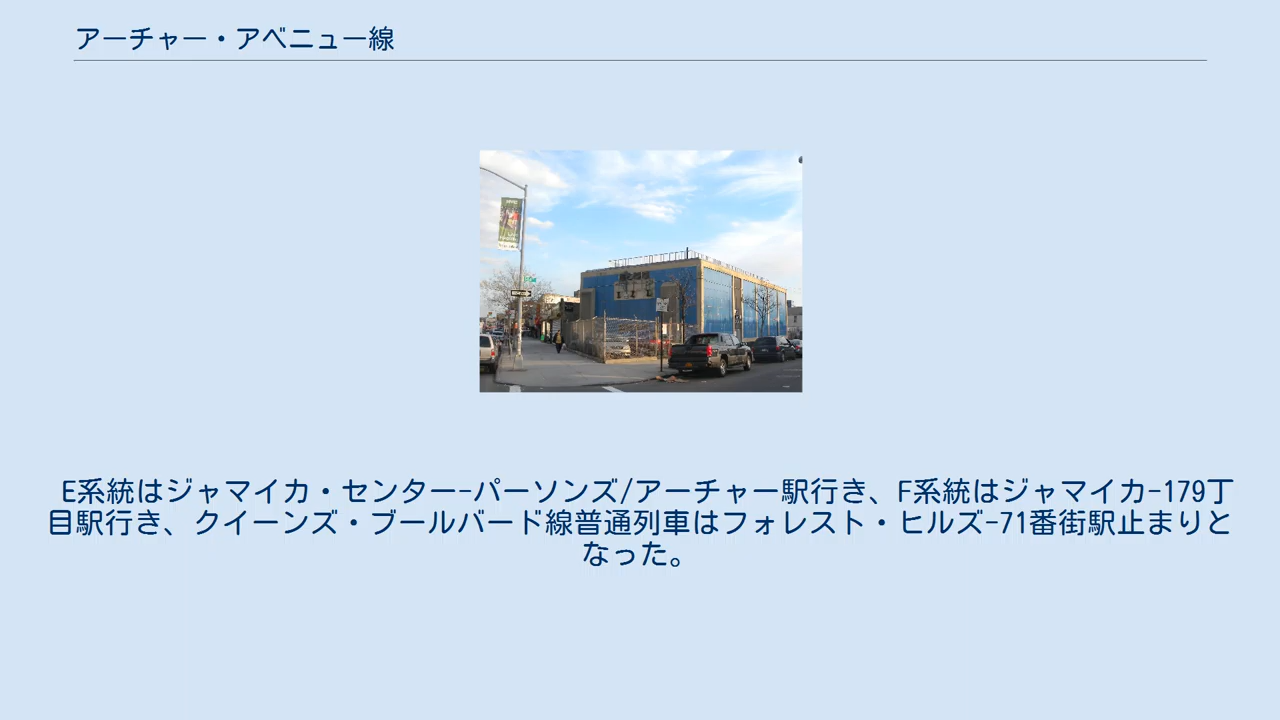 アーチャー・アベニュー線
E系統はジャマイカ・センター-パーソンズ/アーチャー駅行き、F系統はジャマイカ-179丁
目駅行き、クイーンズ・ブールバード線普通列車はフォレスト・ヒルズ-71番街駅止まりと
なった。